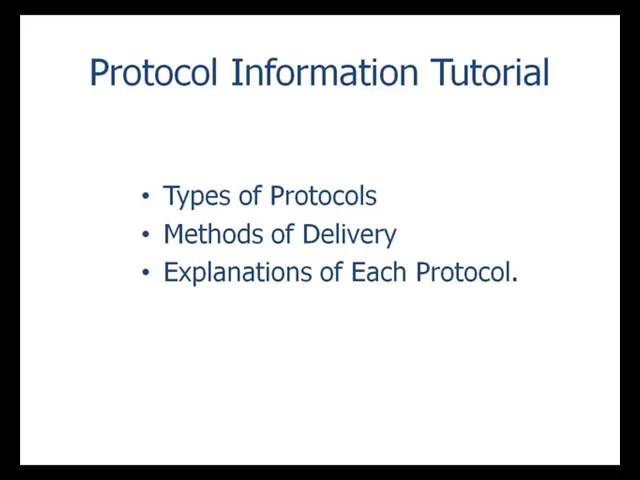 Protocol Information Tutorial
• Types of Protocols
• Methods of Delivery
• Explanations of Each Protocol.